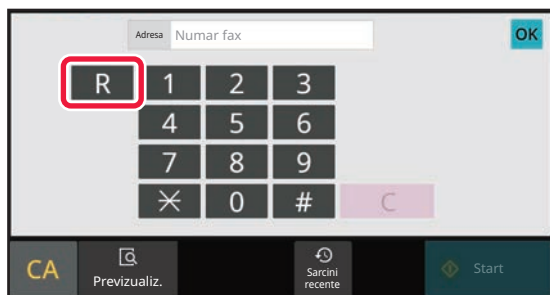 Adresa Numar fax OK
R 1 2 3
4 5 6
7 8 9
* 0 # C
CA Previzualiz. Sarcini recente Start